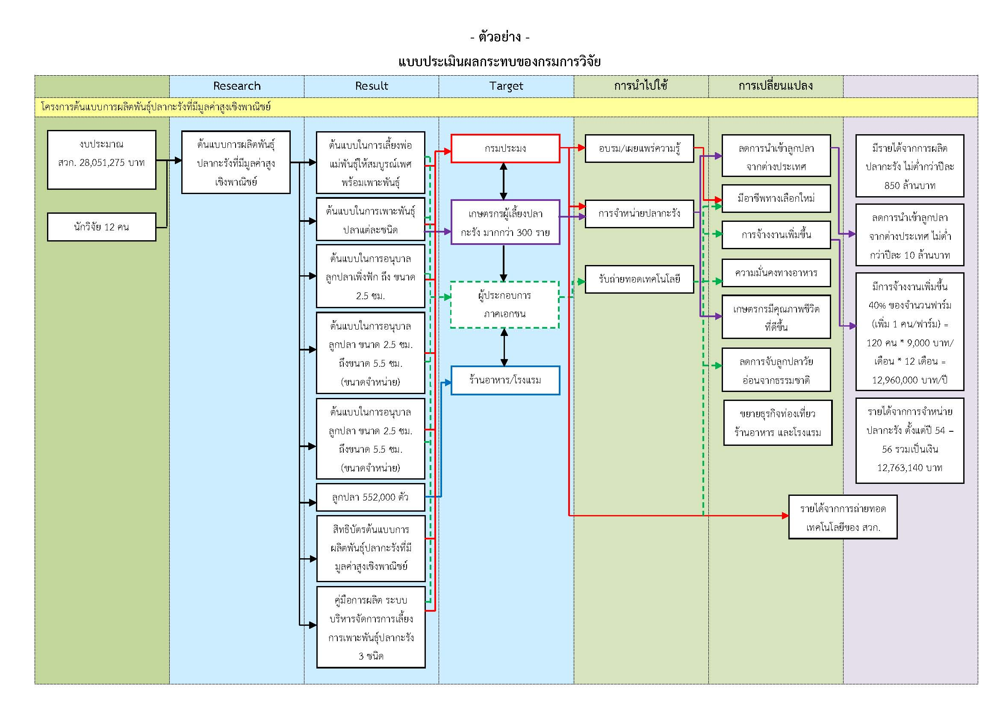 - ตัวอย่าง -
แบบประเมินผลกระทบของกรมการวิจัย
Research
Result
Target
การนำไปใช้
การเปลี่ยนแปลง
โครงการต้นแบบการผลิตพันธุ์ปลากะรังที่มีมูลค่าสูงเชิงพาณิชย์
งบประมาณ
สวก. 28,051,275 บาท
นักวิจัย 12 คน
ต้นแบบการผลิตพันธุ์
ปลากะรังที่มีมูลค่าสูง
เชิงพาณิชย์
ต้นแบบในการเลี้ยงพ่อ
แม่พันธุ์ให้สมบูรณ์เพศ
พร้อมเพาะพันธุ์
ต้นแบบในการเพาะพันธุ์
ปลาแต่ละชนิด
ต้นแบบในการอนุบาล
ลูกปลาเพิ่งฟัก ถึง ขนาด
2.5 ซม.
ต้นแบบในการอนุบาล
ลูกปลา ขนาด 2.5 ซม.
ถึงขนาด 5.5 ซม.
(ขนาดจำหน่าย)
ต้นแบบในการอนุบาล
ลูกปลา ขนาด 2.5 ซม.
ถึงขนาด 5.5 ซม.
(ขนาดจำหน่าย)
ลูกปลา 552,000 ตัว
สิทธิบัตรต้นแบบการ
ผลิตพันธุ์ปลากะรังที่มี
มูลค่าสูงเชิงพาณิชย์
คู่มือการผลิต ระบบ
บริหารจัดการการเลี้ยง
การเพาะพันธุ์ปลากะรัง
3 ชนิด
กรมประมง
เกษตรกรผู้เลี้ยงปลา
กะรัง มากกว่า 300 ราย
ผู้ประกอบการ
ภาคเอกชน
ร้านอาหาร/โรงแรม
อบรม/เผยแพร่ความรู้
การจำหน่ายปลากะรัง
รับถ่ายทอดเทคโนโลยี
ลดการนำเข้าลูกปลา
จากต่างประเทศ
มีอาชีพทางเลือกใหม่
การจ้างงานเพิ่มขึ้น
ความมั่นคงทางอาหาร
เกษตรกรมีคุณภาพชีวิต
ที่ดีขึ้น
ลดการจับลูกปลาวัย
อ่อนจากธรรมชาติ
ขยายธุรกิจท่องเที่ยว
ร้านอาหาร และโรงแรม
มีรายได้จากการผลิต
ปลากะรัง ไม่ต่ำกว่าปีละ
850 ล้านบาท
ลดการนำเข้าลูกปลา
จากต่างประเทศ ไม่ต่ำ
กว่าปีละ 10 ล้านบาท
มีการจ้างงานเพิ่มขึ้น
40% ของจำนวนฟาร์ม
(เพิ่ม 1 คน/ฟาร์ม) =
120 คน * 9,000 บาท/
เดือน * 12 เดือน =
12,960,000 บาท/ปี
รายได้จากการจำหน่าย
ปลากะรัง ตั้งแต่ปี 54 –
56 รวมเป็นเงิน
12,763,140 บาท
รายได้จากการถ่ายทอด
เทคโนโลยีของ สวก.